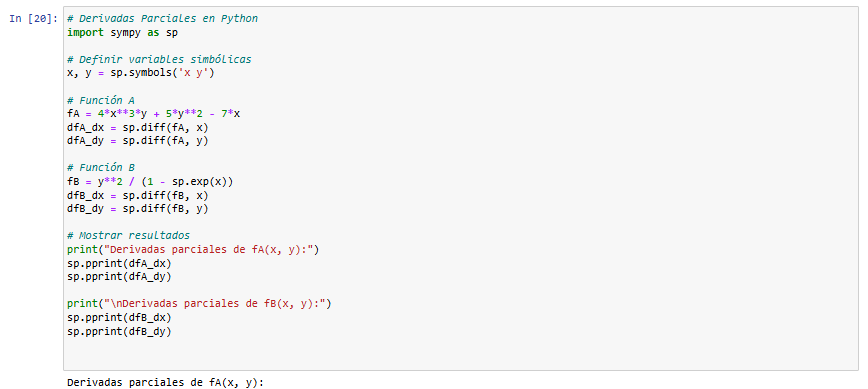 In [20]: # Derivadas Parciales en Python
import sympy as sp
# Definir variables simbólicas
x, y = sp.symbols('x y')
# Función A
fA = 4*x**3*y + 5*y**2 - 7*x
dfA_dx = sp.diff(fA, x)
dfA_dy = sp.diff(fA, y)
# Función B
fB = y**2 / (1 - sp.exp(x))
dfB_dx = sp.diff(fB, x)
dfB_dy = sp.diff(fB, y)
# Mostrar resultados
print("Derivadas parciales de fA(x, y):")
sp.pprint(dfA_dx)
sp.pprint(dfA_dy)
print("\nDerivadas parciales de fB(x, y):")
sp.pprint(dfB_dx)
sp.pprint(dfB_dy)
Derivadas parciales de fA(x, y):